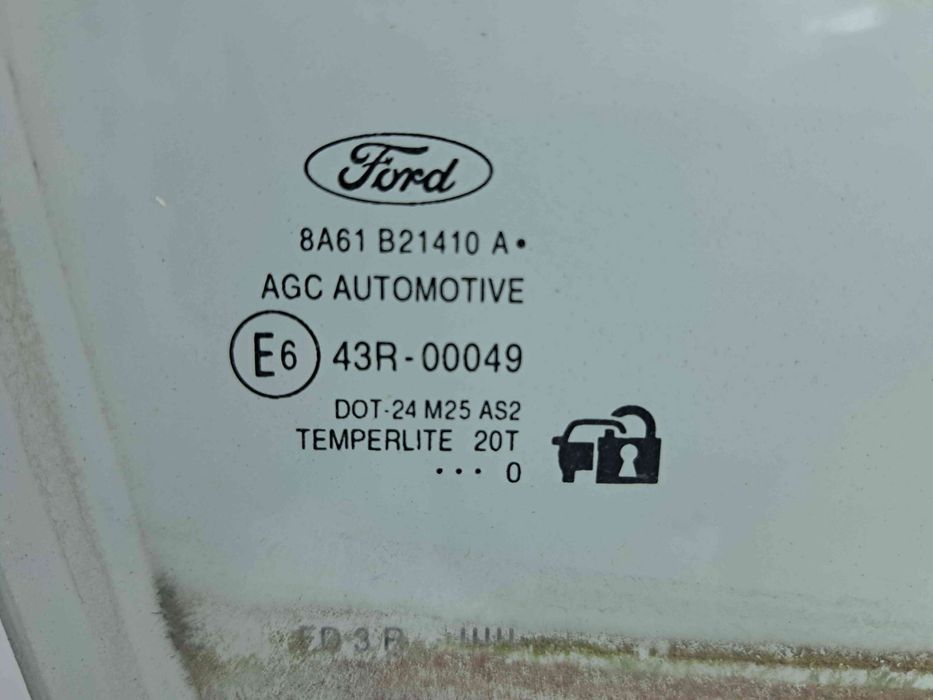 Ford
8A61 B21410 A•
AGC AUTOMOTIVE
E6 43R-00049
DOT-24 M25 AS2
TEMPERLITE 20T
••• 0